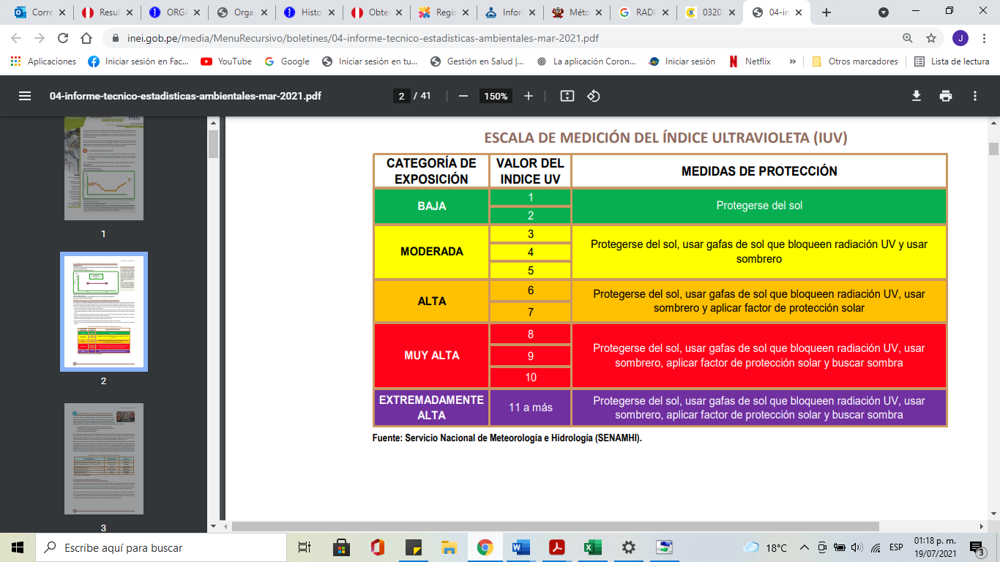 Corre
Resul
ORGA
Organ
Histo
Obte
Regis
Inforn
Méto
RADI
0320
04-in
inei.gob.pe/media/MenuRecursivo/boletines/04-informe-tecnico-estadisticas-ambientales-mar-2021.pdf
J
Aplicaciones
Iniciar sesión en Fac...
YouTube
Google
Iniciar sesión en tu...
Gestión en Salud |...
La aplicación Coron...
Iniciar sesión
Netflix
»
Otros marcadores
Lista de lectura
04-informe-tecnico-estadisticas-ambientales-mar-2021.pdf
2 / 41
150%
AMBIENTALES
1
2
3
ESCALA DE MEDICIÓN DEL ÍNDICE ULTRAVIOLETA (IUV)
CATEGORÍA DE
EXPOSICIÓN
VALOR DEL
INDICE UV
MEDIDAS DE PROTECCIÓN
BAJA
1
2
Protegerse del sol
MODERADA
3
4
5
Protegerse del sol, usar gafas de sol que bloqueen radiación UV y usar
sombrero
ALTA
6
7
Protegerse del sol, usar gafas de sol que bloqueen radiación UV, usar
sombrero y aplicar factor de protección solar
MUY ALTA
8
9
10
Protegerse del sol, usar gafas de sol que bloqueen radiación UV, usar
sombrero, aplicar factor de protección solar y buscar sombra
EXTREMADAMENTE
ALTA
11 a más
Protegerse del sol, usar gafas de sol que bloqueen radiación UV, usar
sombrero, aplicar factor de protección solar y buscar sombra
Fuente: Servicio Nacional de Meteorología e Hidrología (SENAMHI).
Escribe aquí para buscar
18°C
ESP
01:18 p. m.
19/07/2021
3